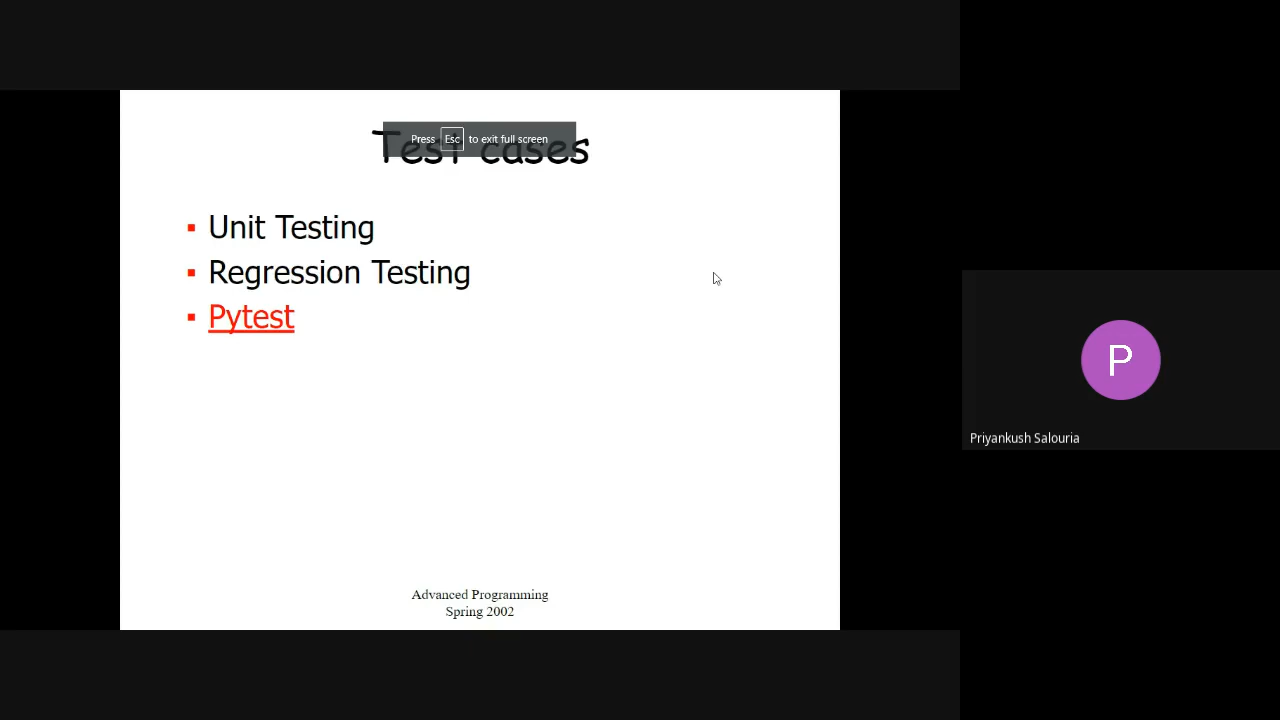 Press Esc to exit full screen
Test cases
Unit Testing
Regression Testing
Pytest
Advanced Programming
Spring 2002
P
Priyankush Salouria